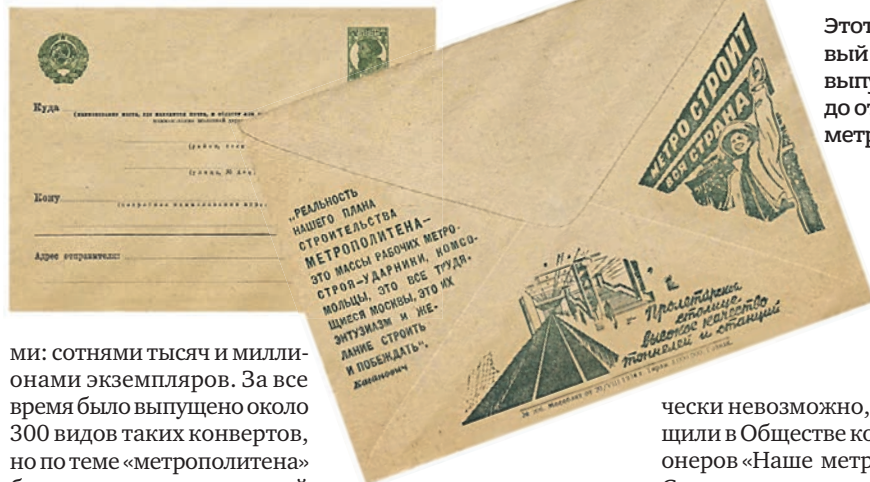 Куда
Кому
Адрес отправителя:
„РЕАЛЬНОСТЬ
НАШЕГО ПЛАНА
СТРОИТЕЛЬСТВА
МЕТРОПОЛИТЕНА–
ЭТО МАССЫ РАБОЧИХ МЕТРО-
СТРОЯ–УДАРНИКИ, КОМСО-
МОЛЬЦЫ, ЭТО ВСЕ ТРУДЯ-
ЩИЕСЯ МОСКВЫ, ЭТО ИХ
ЭНТУЗИАЗМ И ЖЕ-
ЛАНИЕ СТРОИТЬ
И ПОБЕЖДАТЬ".
Каганович
МЕТРО СТРОИТ
ВСЯ СТРАНА
Пролетарской
столице–
высокое качество
тоннелей и станций
Этот
вый
выпу
до от
метр
ми: сотнями тысяч и милли-
онами экземпляров. За все
время было выпущено около
300 видов таких конвертов,
но по теме «метрополитена»
чески невозможно,
щили в Обществе ко
онеров «Наше метр